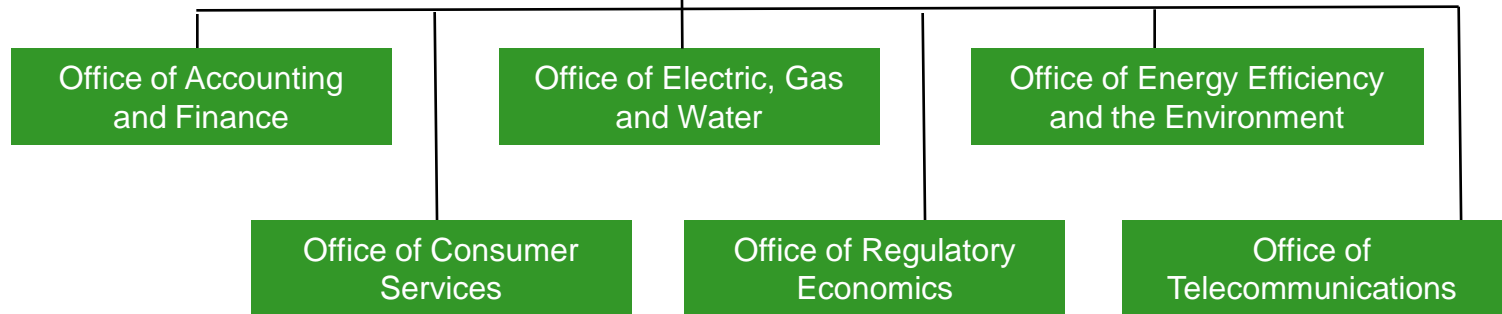 Office of Accounting
and Finance
Office of Electric, Gas
and Water
Office of Energy Efficiency
and the Environment
Office of Consumer
Services
Office of Regulatory
Economics
Office of
Telecommunications